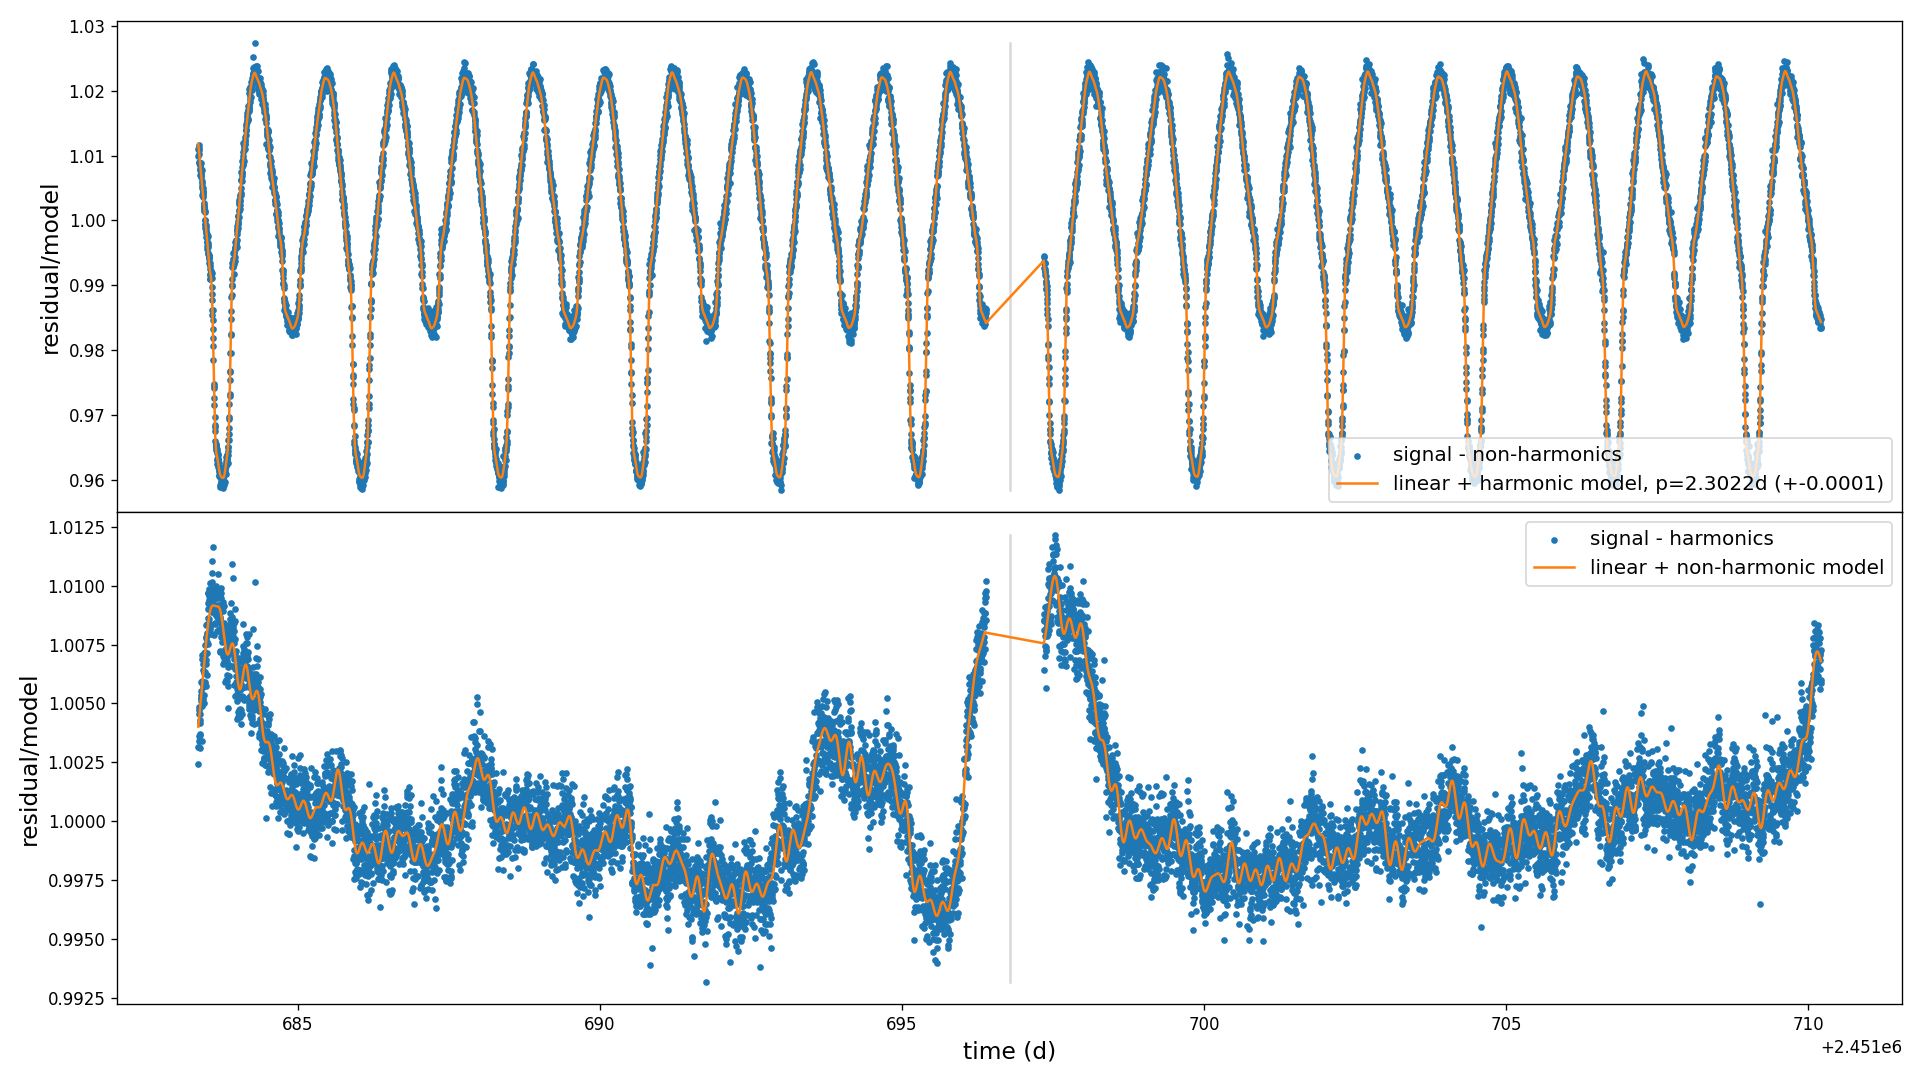 1.03
1.02
1.01
1.00
0.99
0.98
0.97
0.96
residual/model
signal - non-harmonics
linear + harmonic model, p=2.3022d (+-0.0001)
1.0125
1.0100
1.0075
1.0050
1.0025
1.0000
0.9975
0.9950
0.9925
residual/model
signal - harmonics
linear + non-harmonic model
685
690
695
700
705
710
time (d)
+2.451e6